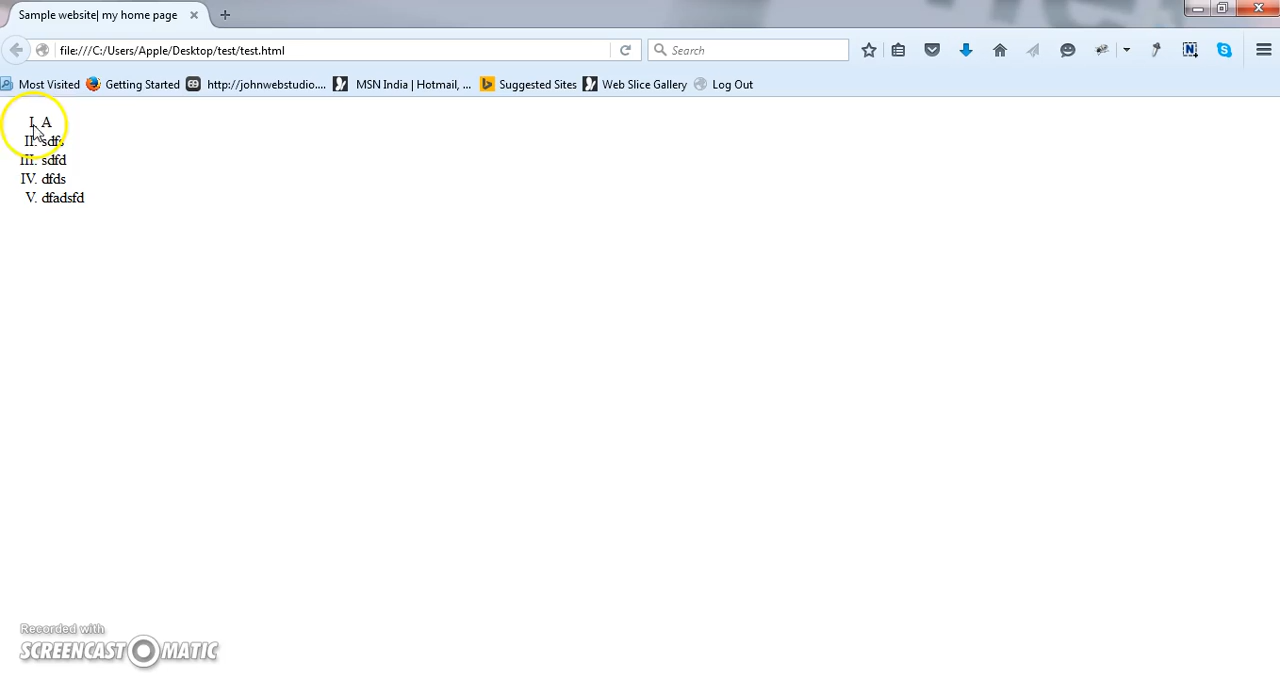 Sample website| my home page
file:///C:/Users/Apple/Desktop/test/test.html
Search
Most Visited Getting Started http://johnwebstudio.... MSN India | Hotmail, ... Suggested Sites Web Slice Gallery Log Out
I. A
II. sdfs
III. sdfd
IV. dfds
V. dfadsfd
Recorded with
SCREENCAST MATIC